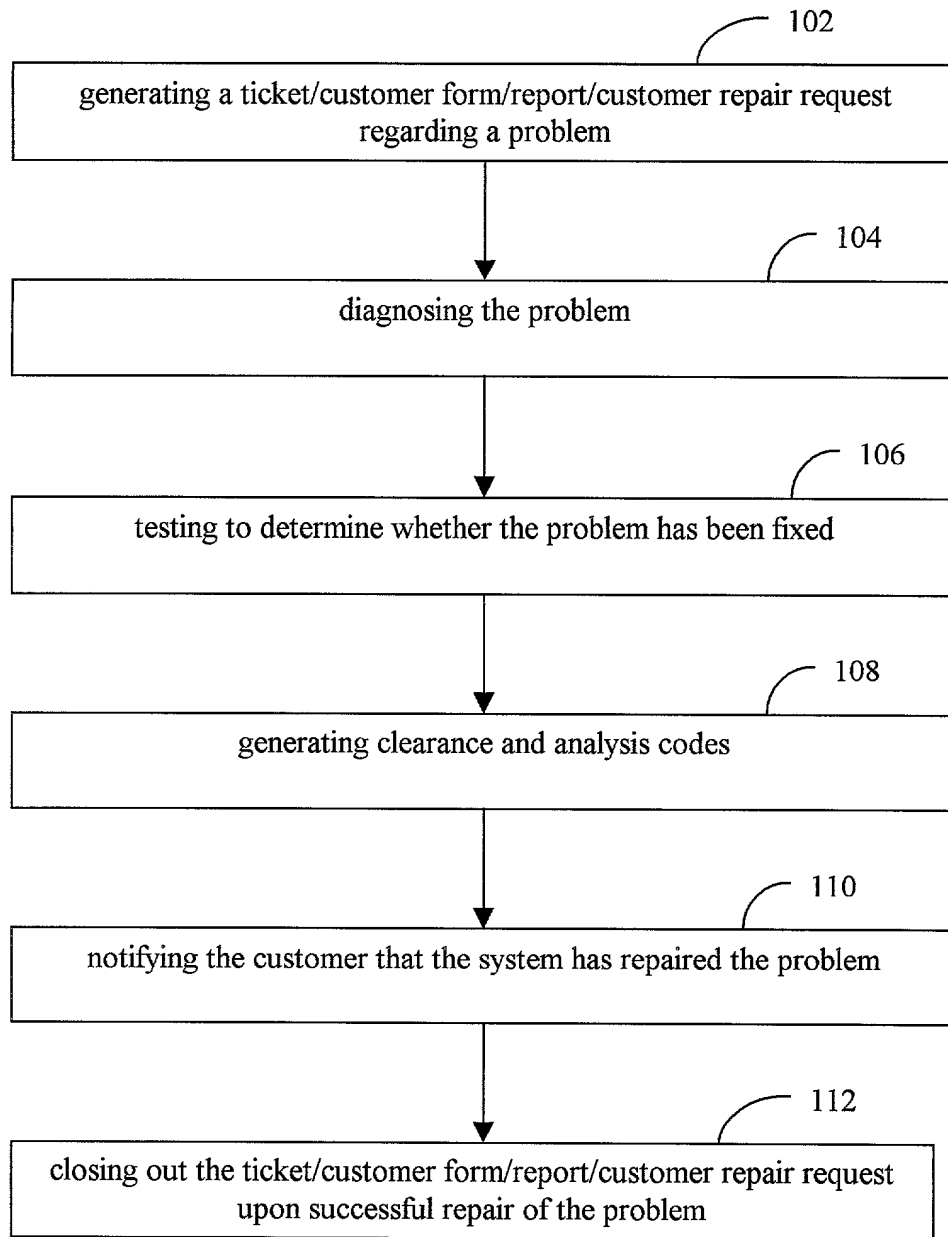 102
generating a ticket/customer form/report/customer repair request
regarding a problem
104
diagnosing the problem
106
testing to determine whether the problem has been fixed
108
generating clearance and analysis codes
110
notifying the customer that the system has repaired the problem
112
closing out the ticket/customer form/report/customer repair request
upon successful repair of the problem